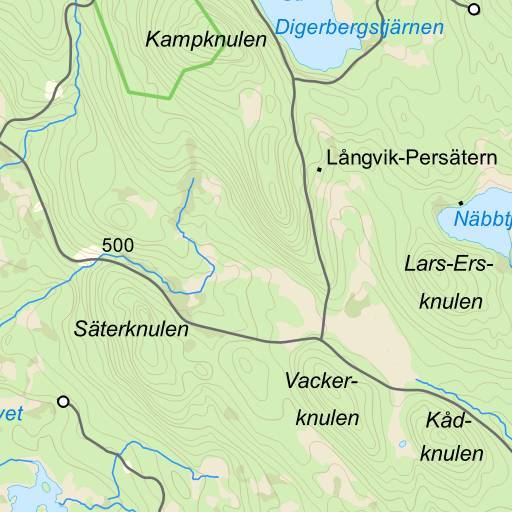 Kampknulen
Digerbergstjärnen
Långvik-Persätern
Näbbtj
500
Lars-Ers-
knulen
Säterknulen
Vacker-
knulen
Kåd-
knulen
vet